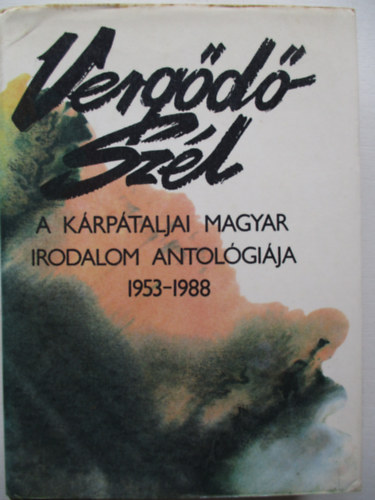 Vergődő
Szél
A KÁRPÁTALJAI MAGYAR
IRODALOM ANTOLÓGIÁJA
1953-1988